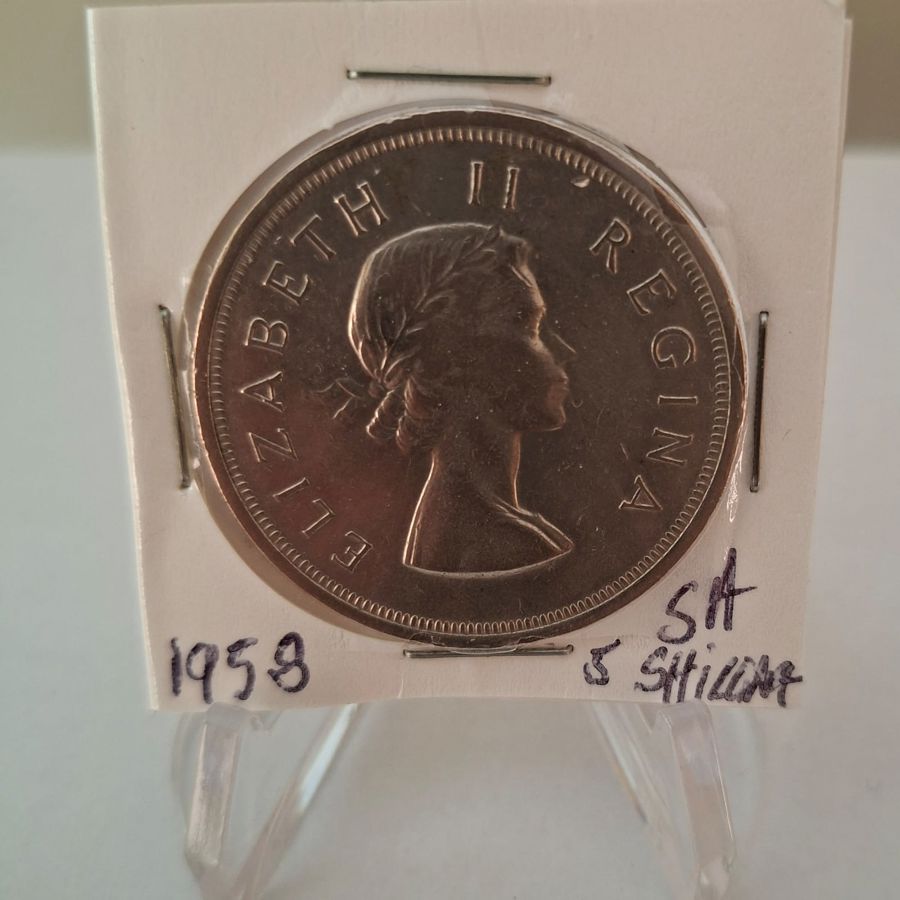 ELIZABETH II REGINA
1958
SA
5 SHILLING